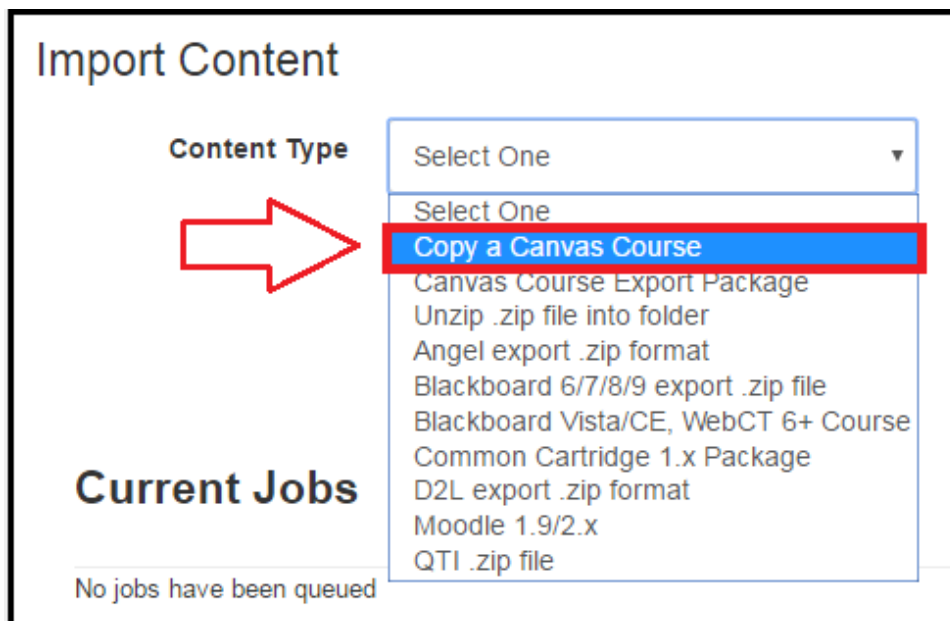 Import Content
Content Type
Select One
Select One
Copy a Canvas Course
Canvas Course Export Package
Unzip .zip file into folder
Angel export .zip format
Blackboard 6/7/8/9 export .zip file
Blackboard Vista/CE, WebCT 6+ Course
Common Cartridge 1.x Package
D2L export .zip format
Moodle 1.9/2.x
QTI .zip file
Current Jobs
No jobs have been queued